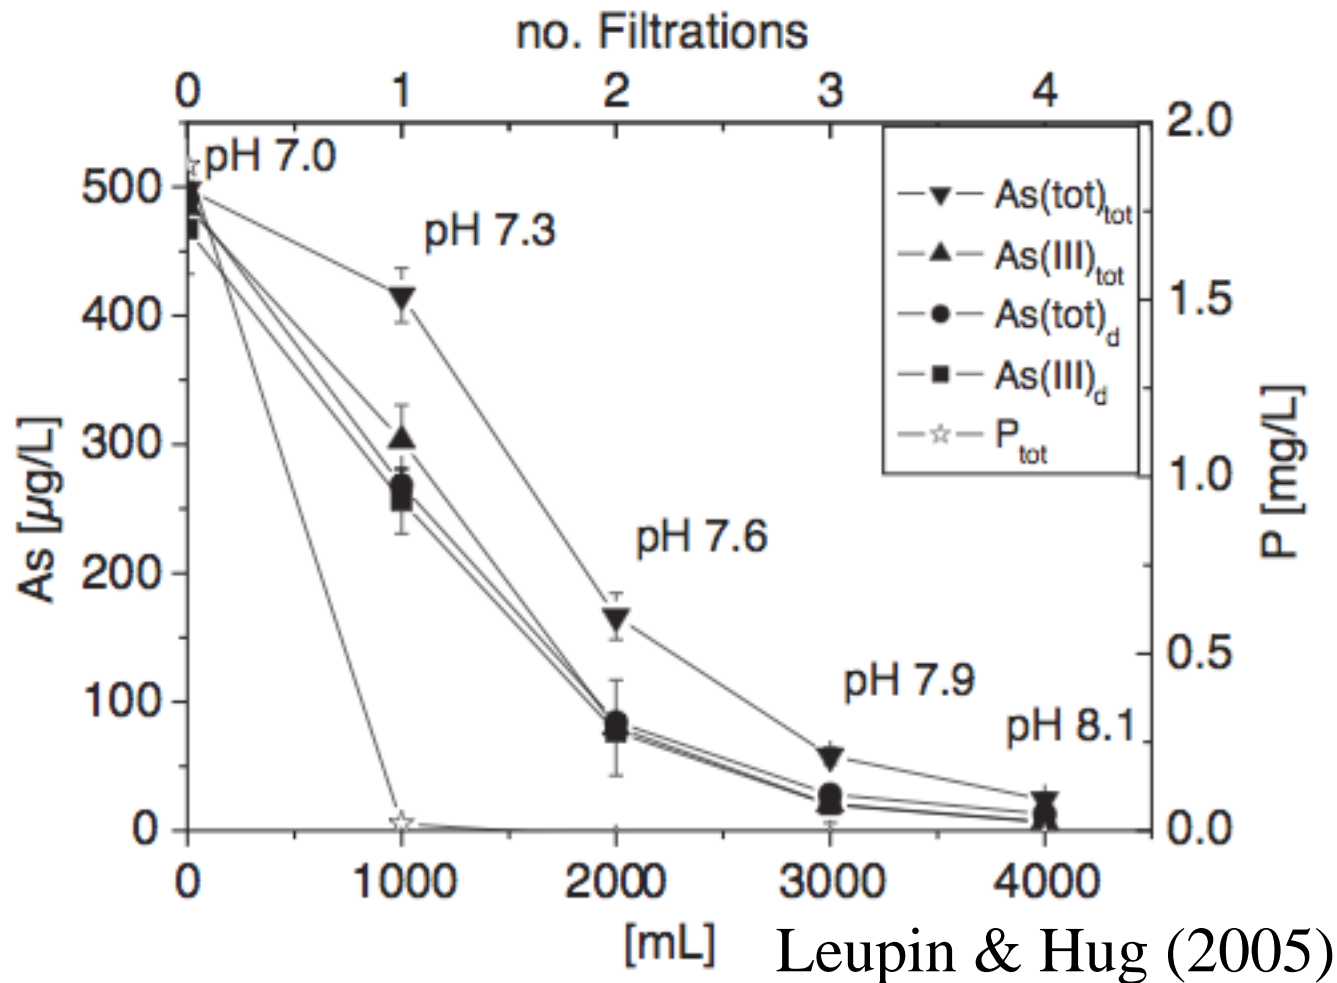 no. Filtrations
0 1 2 3 4
pH 7.0
pH 7.3
pH 7.6
pH 7.9
pH 8.1
As(tot)tot
As(III)tot
As(tot)d
As(III)d
Ptot
As [µg/L]
500
400
300
200
100
0
P [mg/L]
2.0
1.5
1.0
0.5
0.0
0 1000 2000 3000 4000
[mL]
Leupin & Hug (2005)